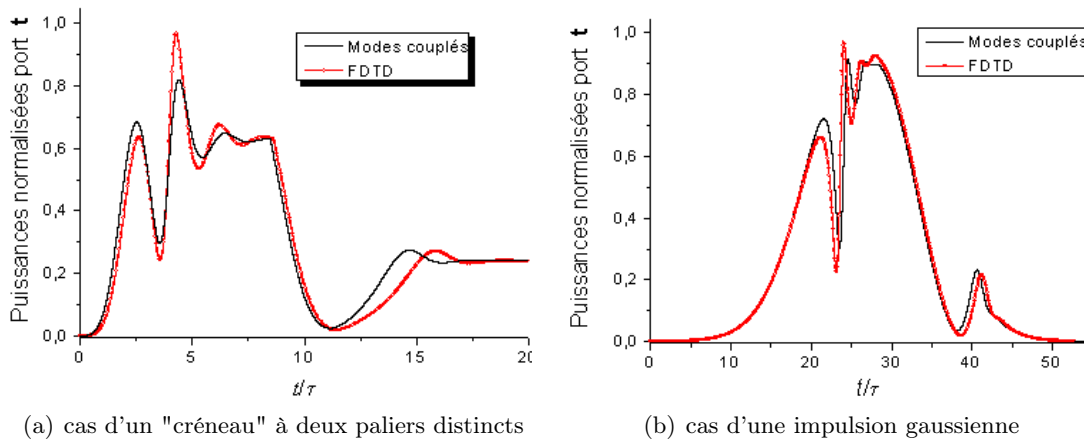 Puissances normalisées port t
1,0
0,8
0,6
0,4
0,2
0,0
0
5
10
15
20
t/τ
Modes couplés
FDTD
(a) cas d'un "créneau" à deux paliers distincts
Puissances normalisées port t
1,0
0,8
0,6
0,4
0,2
0,0
0
10
20
30
40
50
t/τ
Modes couplés
FDTD
(b) cas d'une impulsion gaussienne